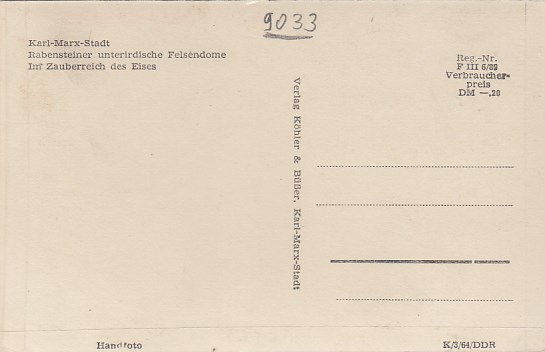 9033
Karl-Marx-Stadt
Rabensteiner unterirdische Felsendome
Im Zauberreich des Eises
Reg.-Nr.
F III 6/89
Verbraucher-
preis
DM —,20
Verlag Köhler & Büßer, Karl-Marx-Stadt
Handfoto
K/3/64/DDR